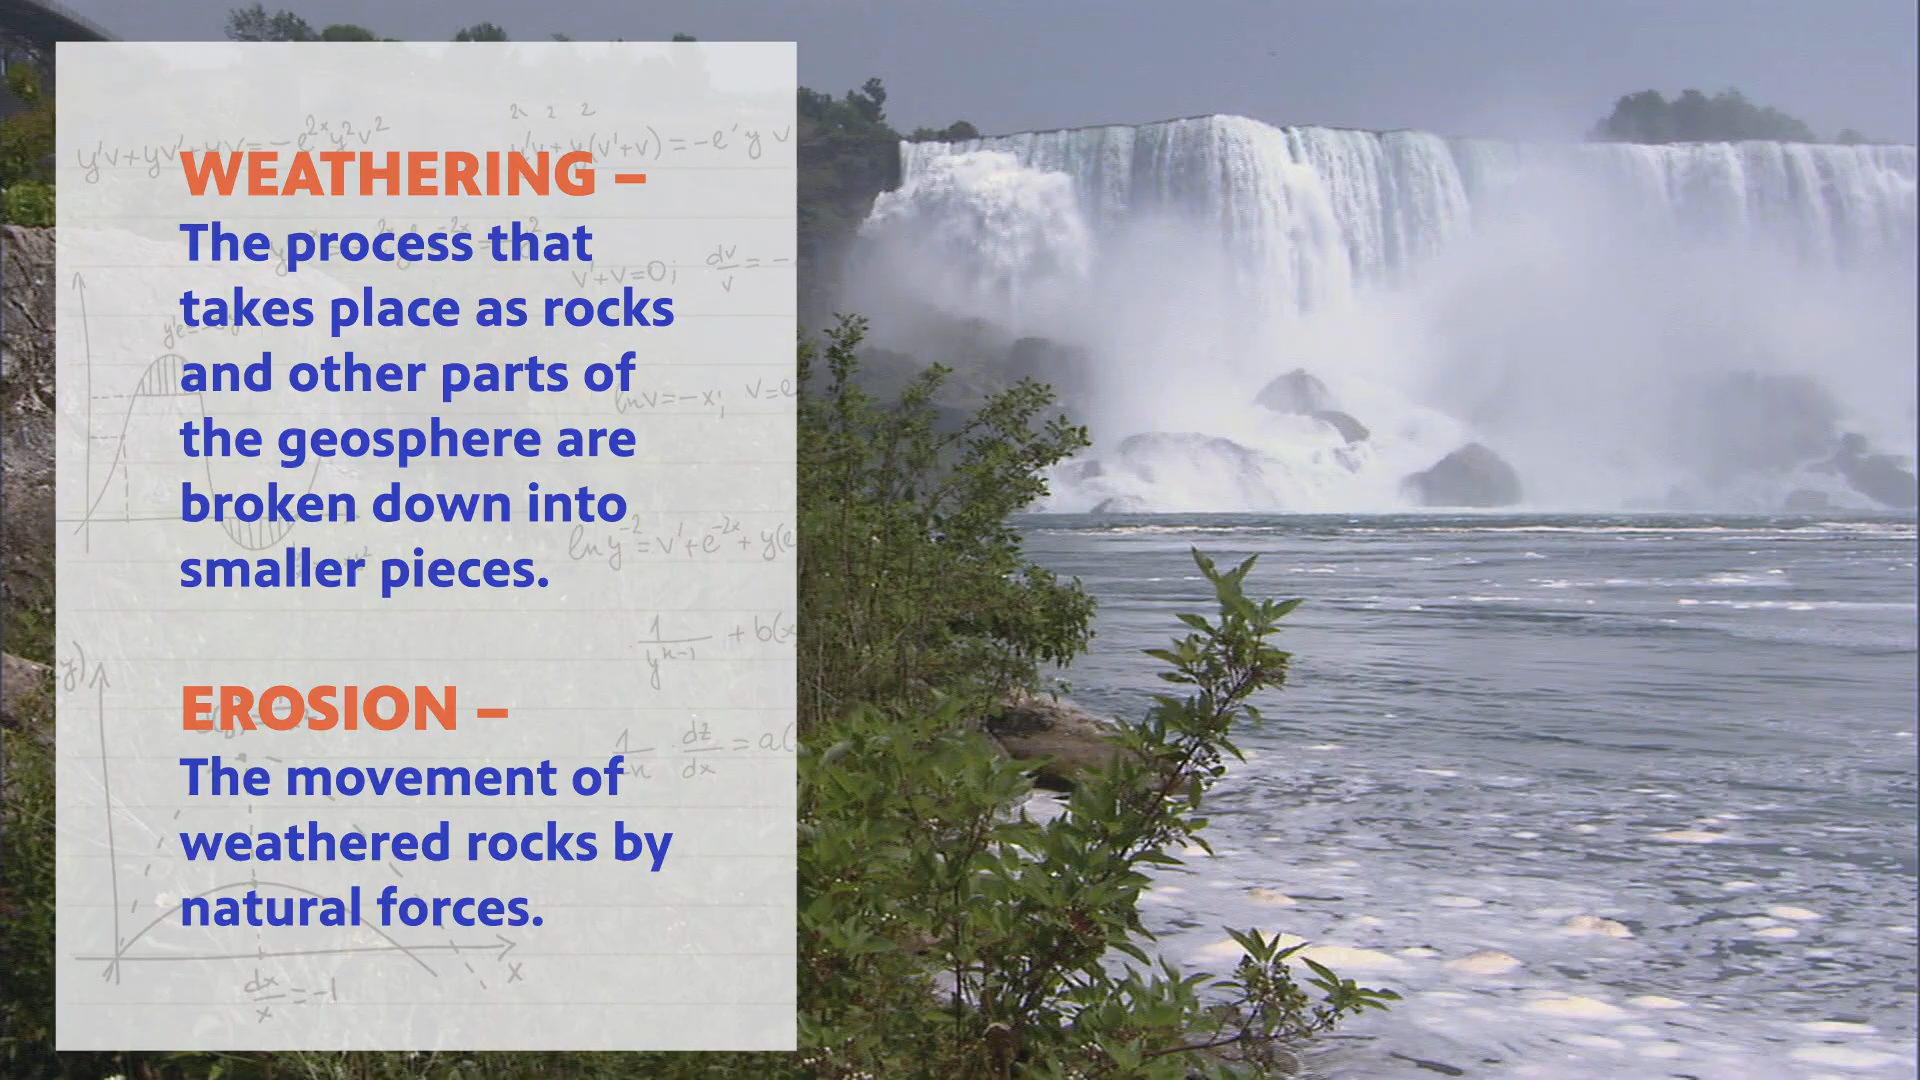 WEATHERING –
The process that
takes place as rocks
and other parts of
the geosphere are
broken down into
smaller pieces.
EROSION –
The movement of
weathered rocks by
natural forces.